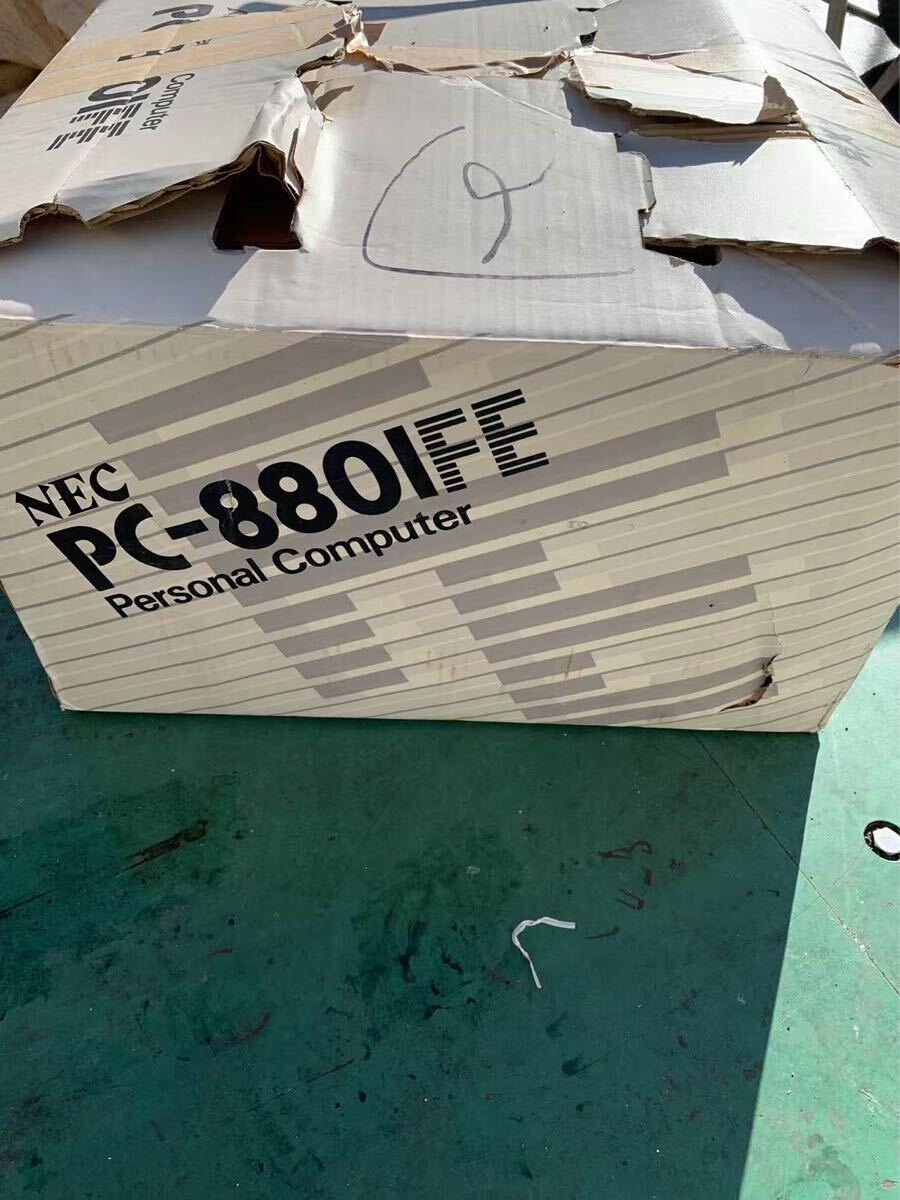 Computer
NEC
PC-8801FE
Personal Computer